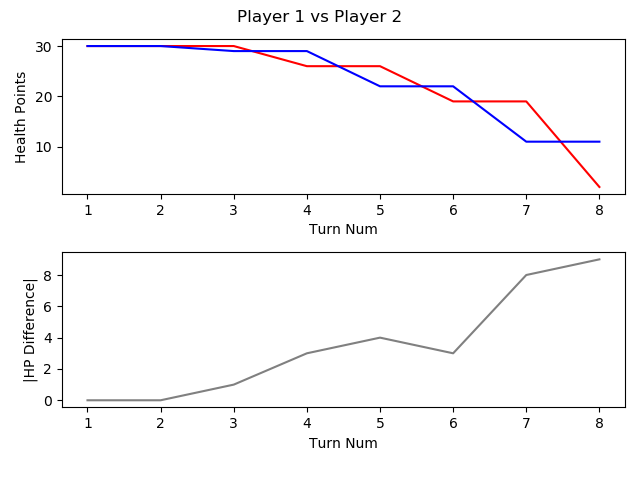 Player 1 vs Player 2
30
20
10
Health Points
1 2 3 4 5 6 7 8
Turn Num
8
6
4
2
0
|HP Difference|
1 2 3 4 5 6 7 8
Turn Num